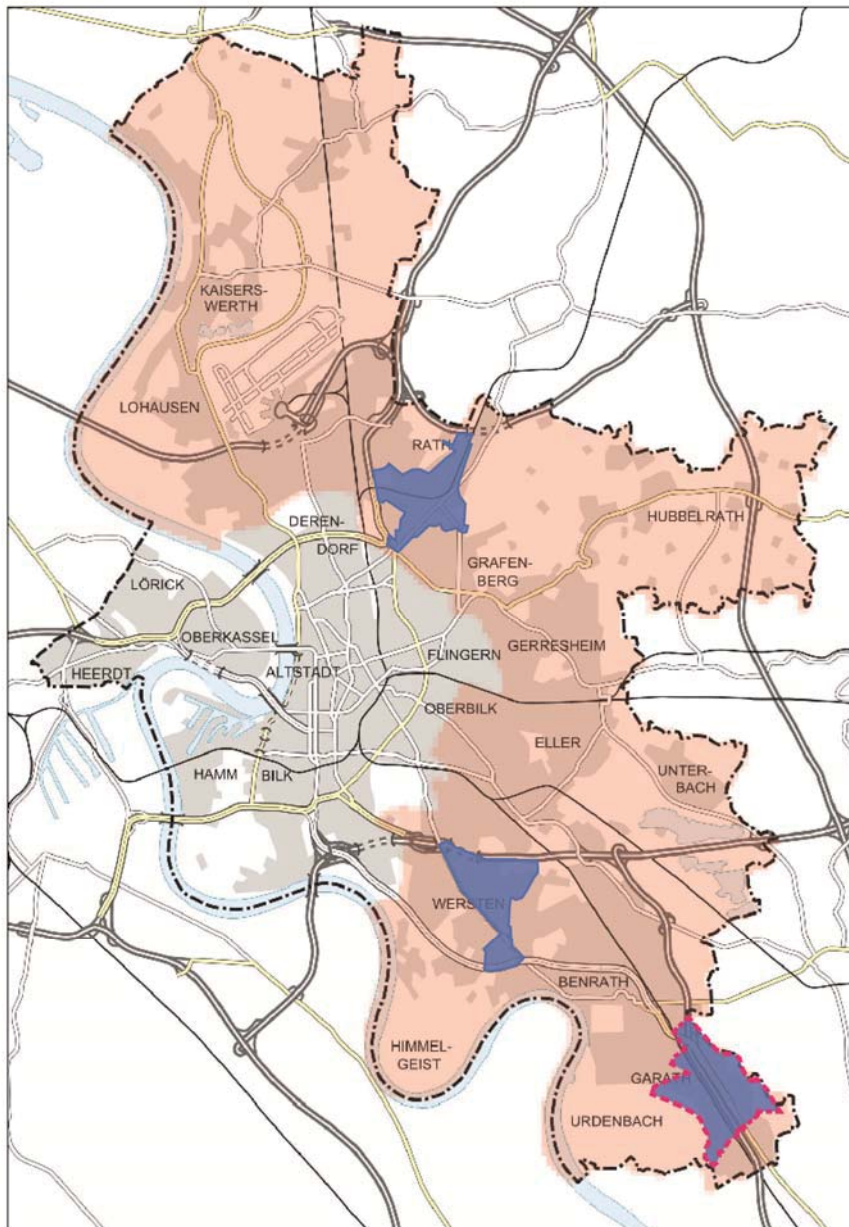 KAISERS-
WERTH
LOHAUSEN
RATH
HUBBELRATH
DEREN-
DORF
GRAFEN-
BERG
LÖRICK
OBERKASSEL
GERRESHEIM
HEERDT
ALTSTADT
FLINGERN
OBERBILK
ELLER
HAMM
BILK
UNTER-
BACH
WERSTEN
BENRATH
HIMMEL-
GEIST
GARATH
URDENBACH